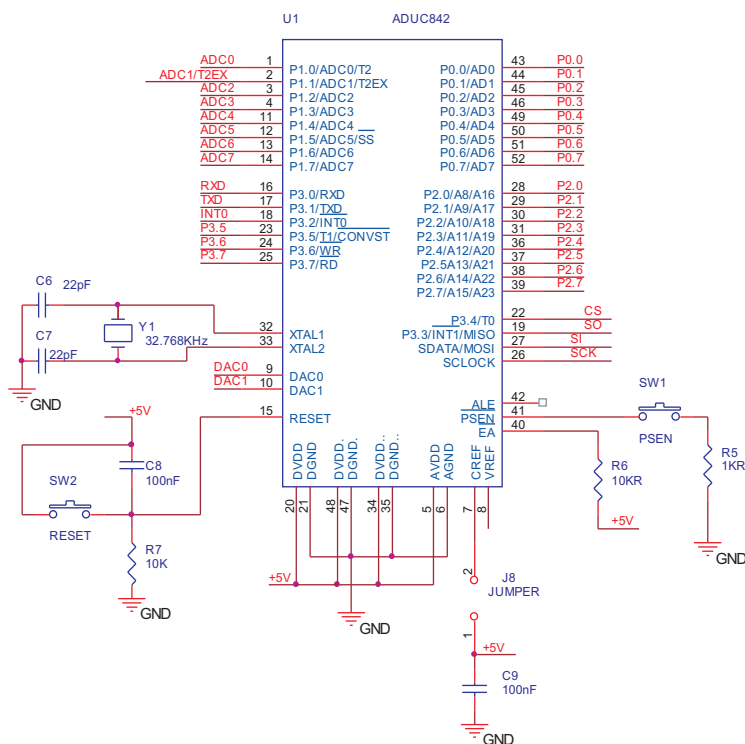 U1 ADUC842
ADC0 1 P1.0/ADC0/T2 P0.0/AD0 43 P0.0
ADC1/T2EX 2 P1.1/ADC1/T2EX P0.1/AD1 44 P0.1
ADC2 3 P1.2/ADC2 P0.2/AD2 45 P0.2
ADC3 4 P1.3/ADC3 P0.3/AD3 46 P0.3
ADC4 11 P1.4/ADC4 P0.4/AD4 49 P0.4
ADC5 12 P1.5/ADC5/SS P0.5/AD5 50 P0.5
ADC6 13 P1.6/ADC6 P0.6/AD6 51 P0.6
ADC7 14 P1.7/ADC7 P0.7/AD7 52 P0.7
RXD 16 P3.0/RXD P2.0/A8/A16 28 P2.0
TXD 17 P3.1/TXD P2.1/A9/A17 29 P2.1
INT0 18 P3.2/INT0 P2.2/A10/A18 30 P2.2
P3.5 23 P3.5/T1/CONVST P2.3/A11/A19 31 P2.3
P3.6 24 P3.6/WR P2.4/A12/A20 36 P2.4
P3.7 25 P3.7/RD P2.5A13/A21 37 P2.5
P2.6/A14/A22 38 P2.6
P2.7/A15/A23 39 P2.7
C6 22pF
Y1
32.768KHz
C7
22pF
GND
32 XTAL1 P3.4/T0 22 CS
33 XTAL2 P3.3/INT1/MISO 19 SO
SDATA/MOSI 27 SI
SCLOCK 26 SCK
DAC0 9 DAC0
DAC1 10 DAC1
15 RESET
ALE 42
PSEN 41
EA 40
SW1
PSEN
R5
1KR
GND
R6
10KR
+5V
+5V
C8
100nF
SW2
RESET
R7
10K
GND
DVDD DGND DVDD. DGND. DVDD.. DGND.. AVDD AGND CREF VREF
20 21 48 47 34 35 5 6 7 8
+5V
GND
2
J8
JUMPER
1
+5V
C9
100nF
GND